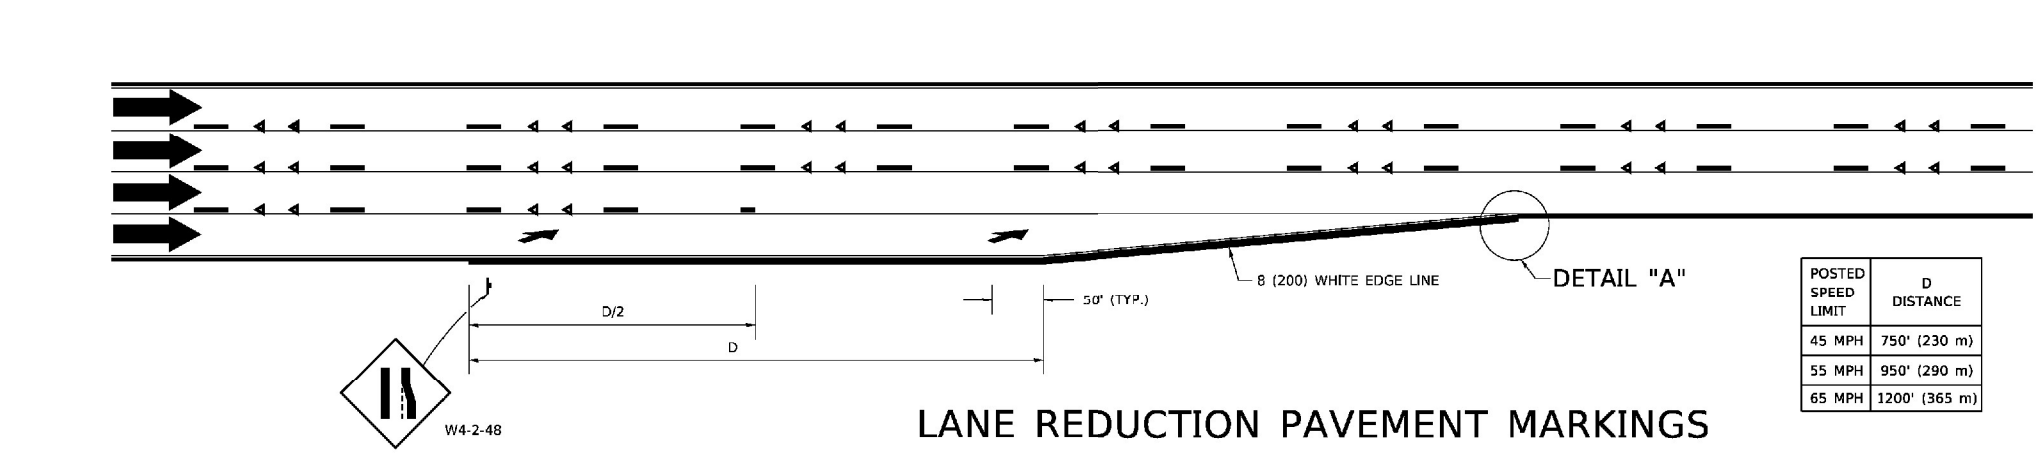 8 (200) WHITE EDGE LINE
DETAIL "A"
50' (TYP.)
D/2
D
W4-2-48
POSTED SPEED LIMIT
D DISTANCE
45 MPH 750' (230 m)
55 MPH 950' (290 m)
65 MPH 1200' (365 m)
LANE REDUCTION PAVEMENT MARKINGS